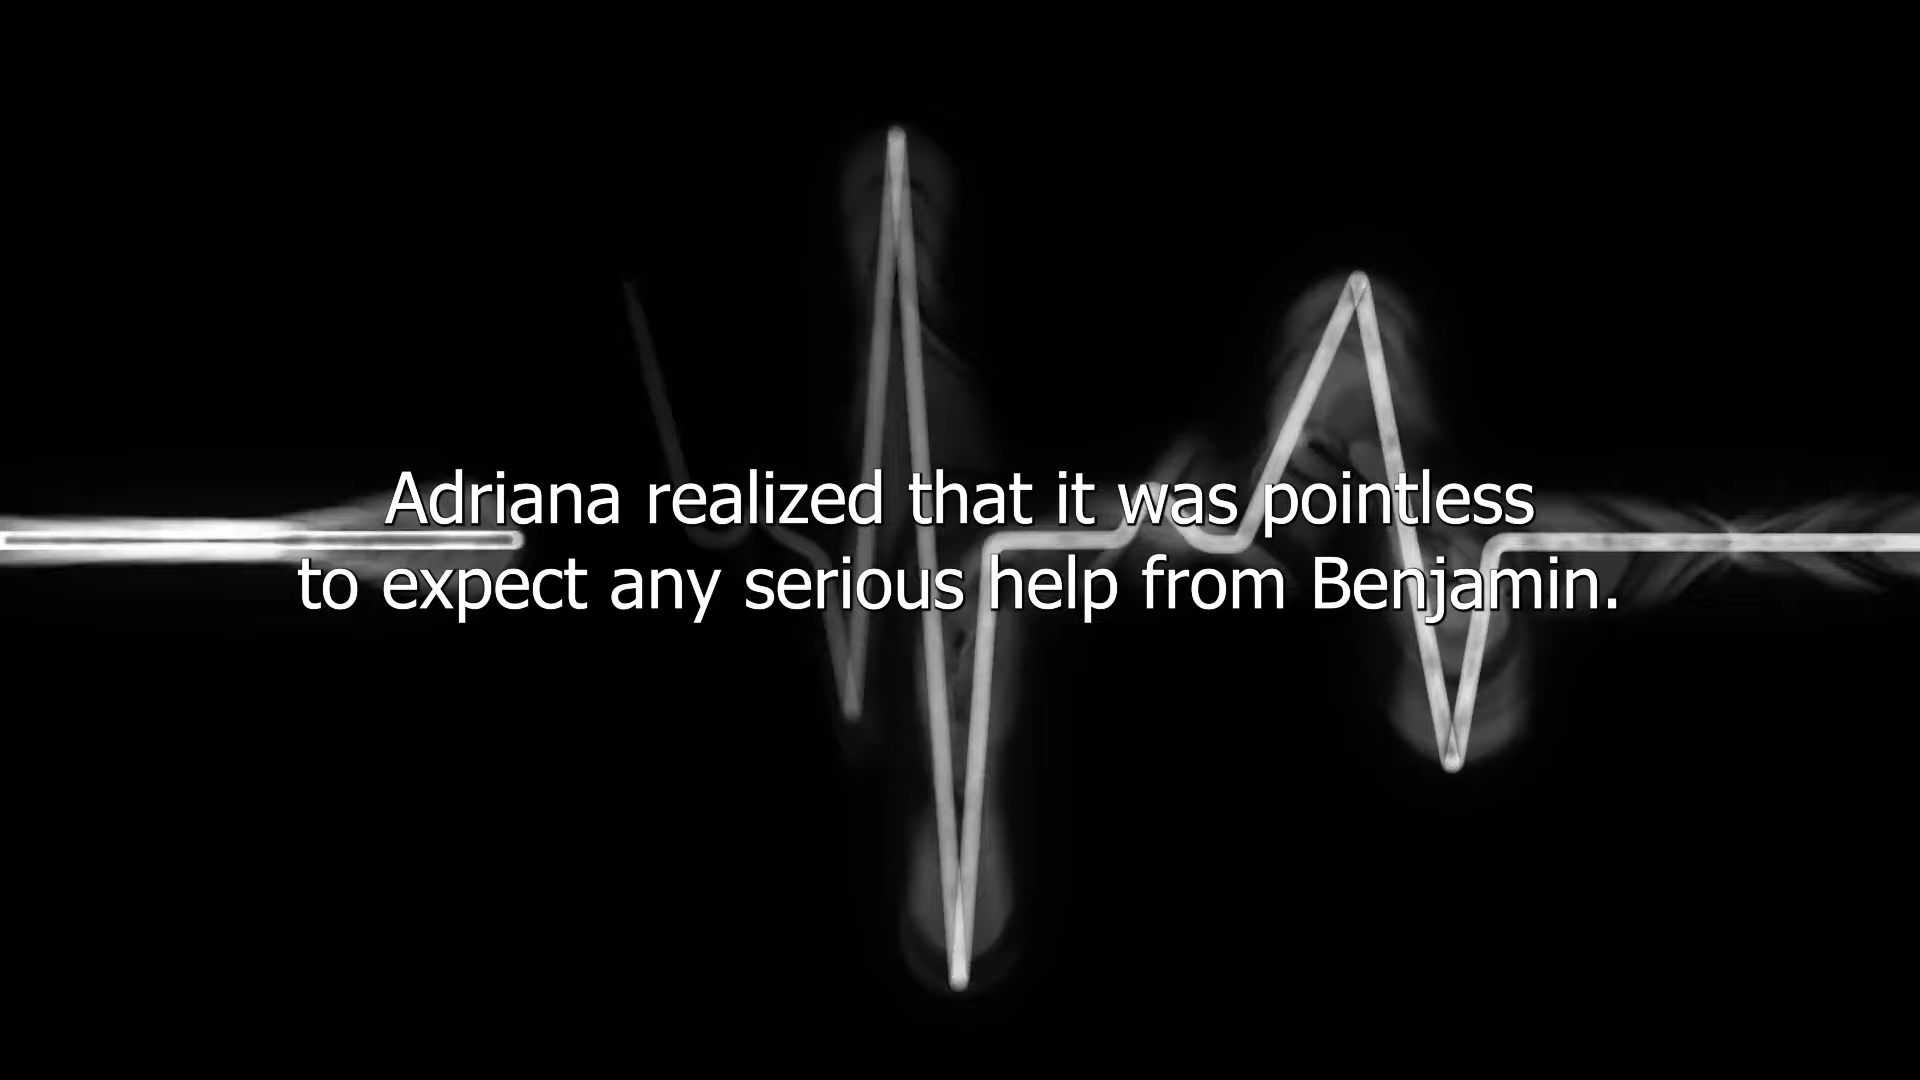 Adriana realized that it was pointless
to expect any serious help from Benjamin.